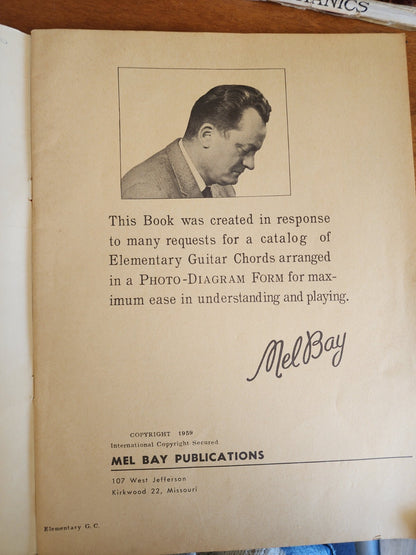 ANICS
This Book was created in response
to many requests for a catalog of
Elementary Guitar Chords arranged
in a PHOTO-DIAGRAM FORM for max-
imum ease in understanding and playing.
Mel Bay
COPYRIGHT 1959
International Copyright Secured
MEL BAY PUBLICATIONS
107 West Jefferson
Kirkwood 22, Missouri
Elementary G. C.